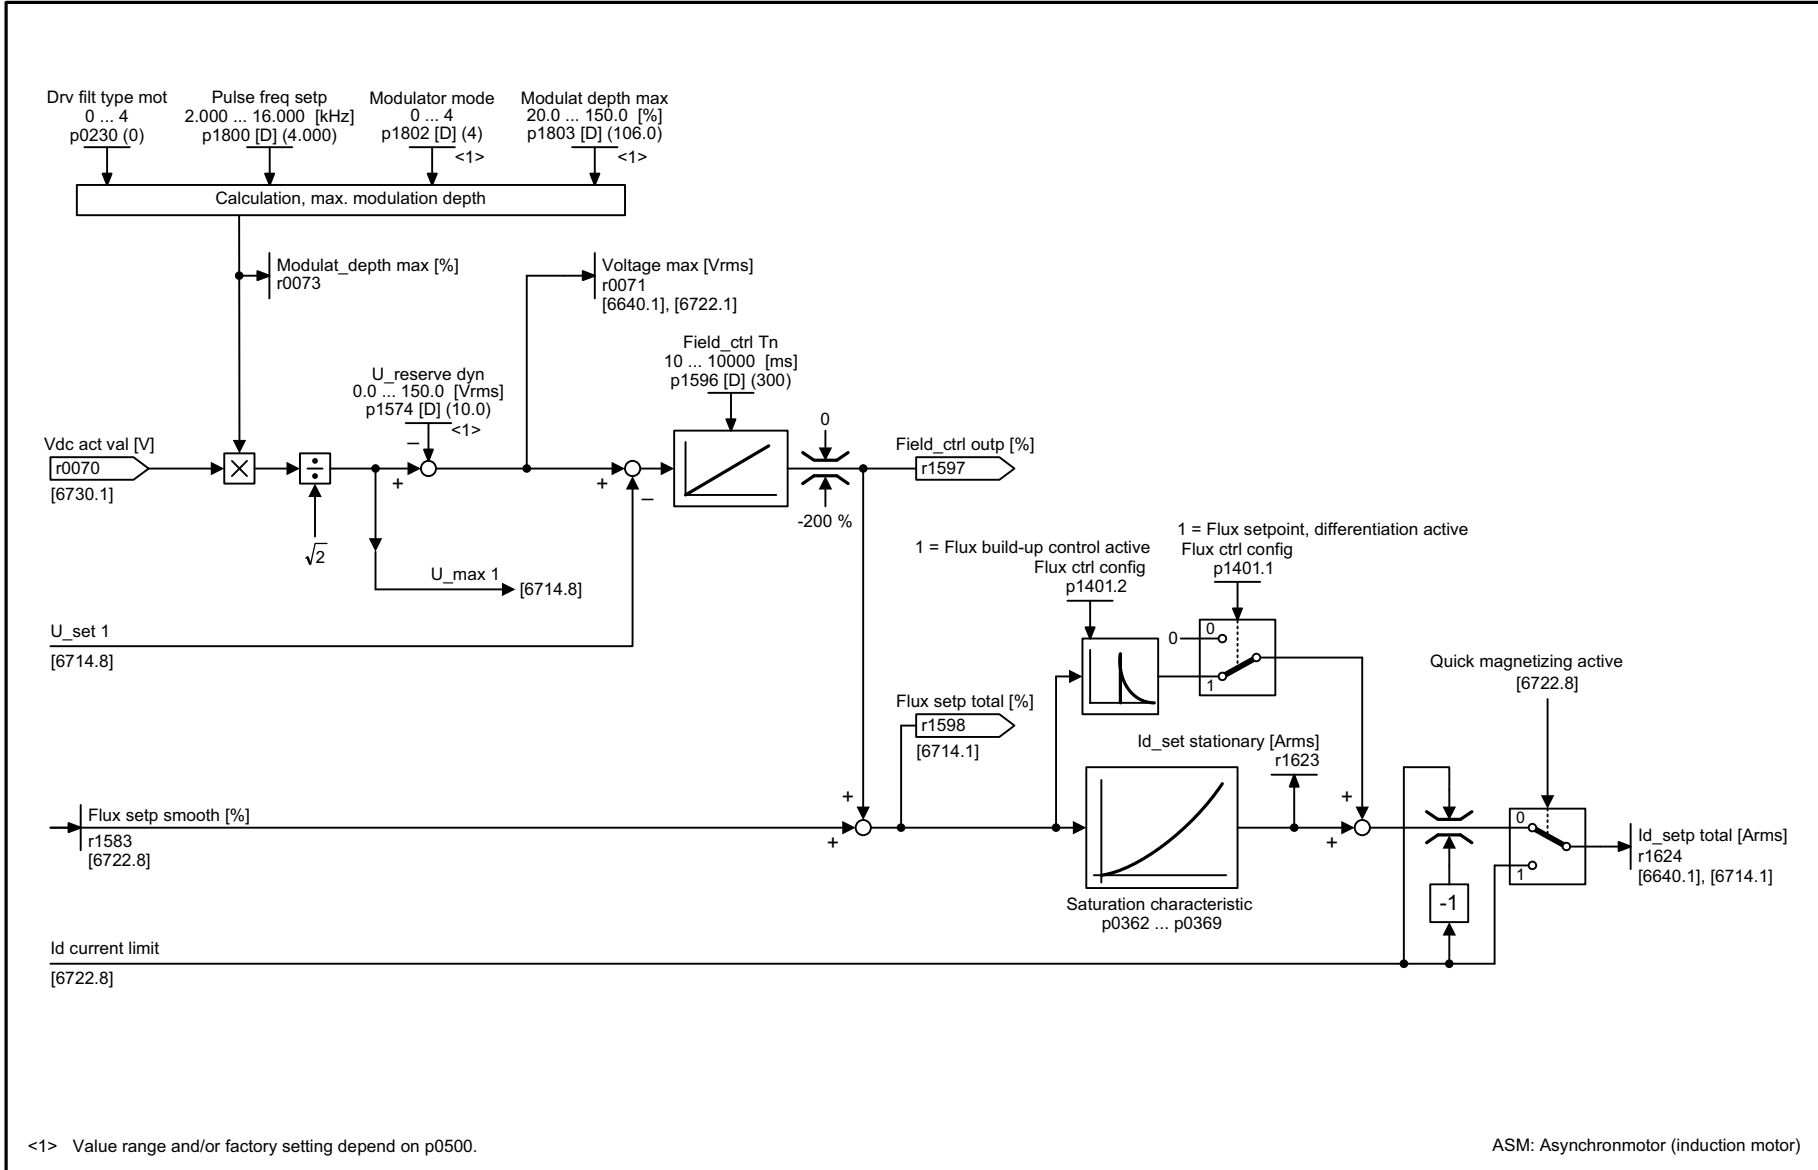 Drv filt type mot
0 ... 4
p0230 (0)
Pulse freq setp
2.000 ... 16.000 [kHz]
p1800 [D] (4.000)
Modulator mode
0 ... 4
p1802 [D] (4)
<1>
Modulat depth max
20.0 ... 150.0 [%]
p1803 [D] (106.0)
<1>
Calculation, max. modulation depth
Modulat_depth max [%]
r0073
Voltage max [Vrms]
r0071
[6640.1], [6722.1]
Field_ctrl Tn
10 ... 10000 [ms]
p1596 [D] (300)
U_reserve dyn
0.0 ... 150.0 [Vrms]
p1574 [D] (10.0)
<1>
–
Vdc act val [V]
r0070
[6730.1]
×
÷
√2
+
+
–
0
-200 %
Field_ctrl outp [%]
r1597
U_max 1
[6714.8]
U_set 1
[6714.8]
1 = Flux build-up control active
Flux ctrl config
p1401.2
1 = Flux setpoint, differentiation active
Flux ctrl config
p1401.1
0
0
1
Quick magnetizing active
[6722.8]
Flux setp total [%]
r1598
[6714.1]
Id_set stationary [Arms]
r1623
Flux setp smooth [%]
r1583
[6722.8]
+
+
+
+
Saturation characteristic
p0362 ... p0369
0
1
-1
Id_setp total [Arms]
r1624
[6640.1], [6714.1]
Id current limit
[6722.8]
<1> Value range and/or factory setting depend on p0500.
ASM: Asynchronmotor (induction motor)